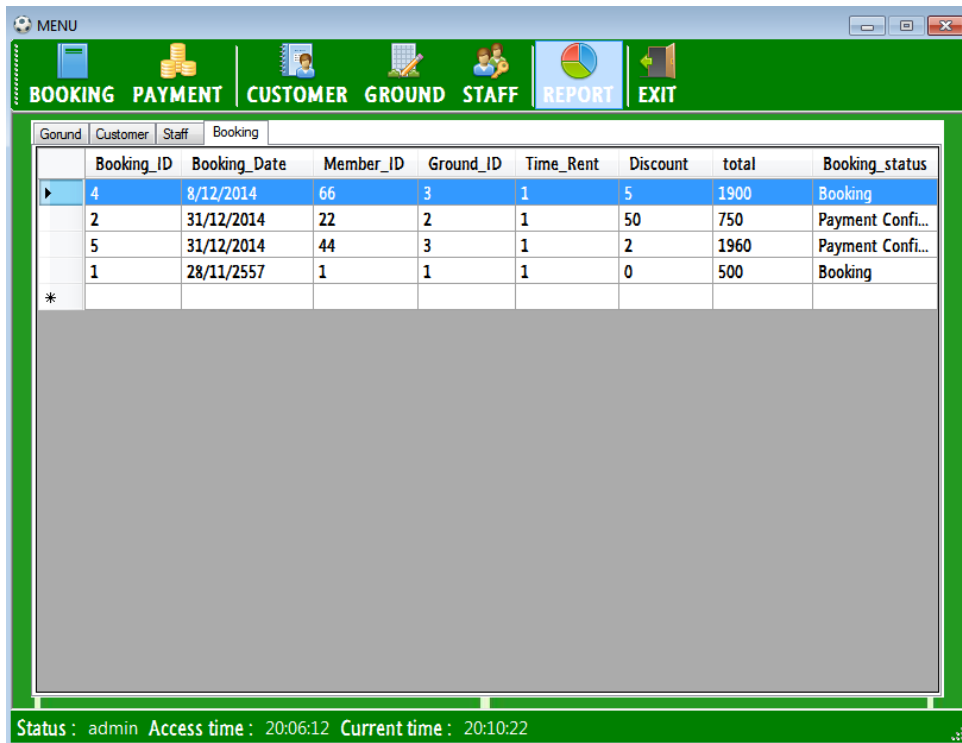 MENU
BOOKING PAYMENT CUSTOMER GROUND STAFF REPORT EXIT
Gorund Customer Staff Booking
Booking_ID Booking_Date Member_ID Ground_ID Time_Rent Discount total Booking_status
4 8/12/2014 66 3 1 5 1900 Booking
2 31/12/2014 22 2 1 50 750 Payment Confi...
5 31/12/2014 44 3 1 2 1960 Payment Confi...
1 28/11/2557 1 1 1 0 500 Booking
Status : admin Access time : 20:06:12 Current time : 20:10:22